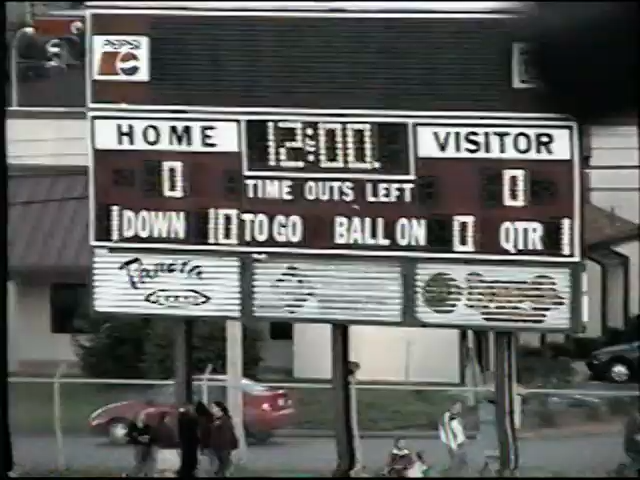 PEPSI
HOME 12:00 VISITOR
0 TIME OUTS LEFT 0
1 DOWN 10 TO GO BALL ON 0 QTR 1